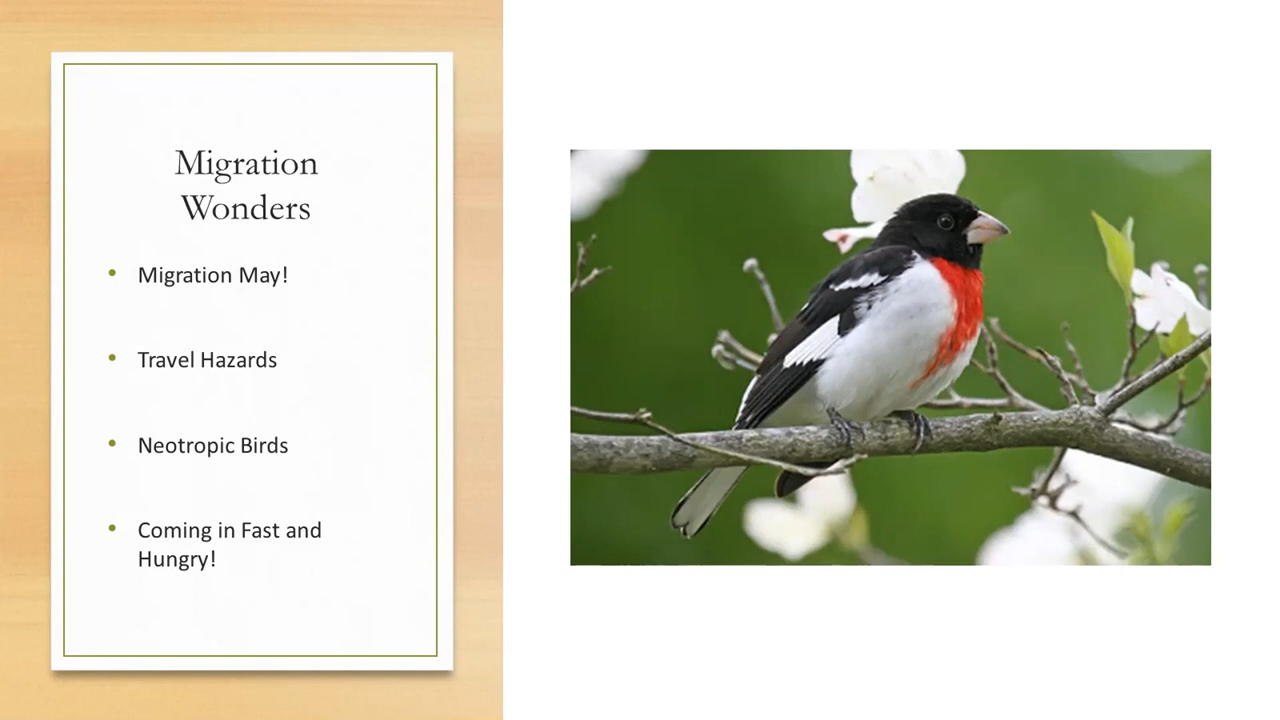 Migration
Wonders
• Migration May!
• Travel Hazards
• Neotropic Birds
• Coming in Fast and
Hungry!